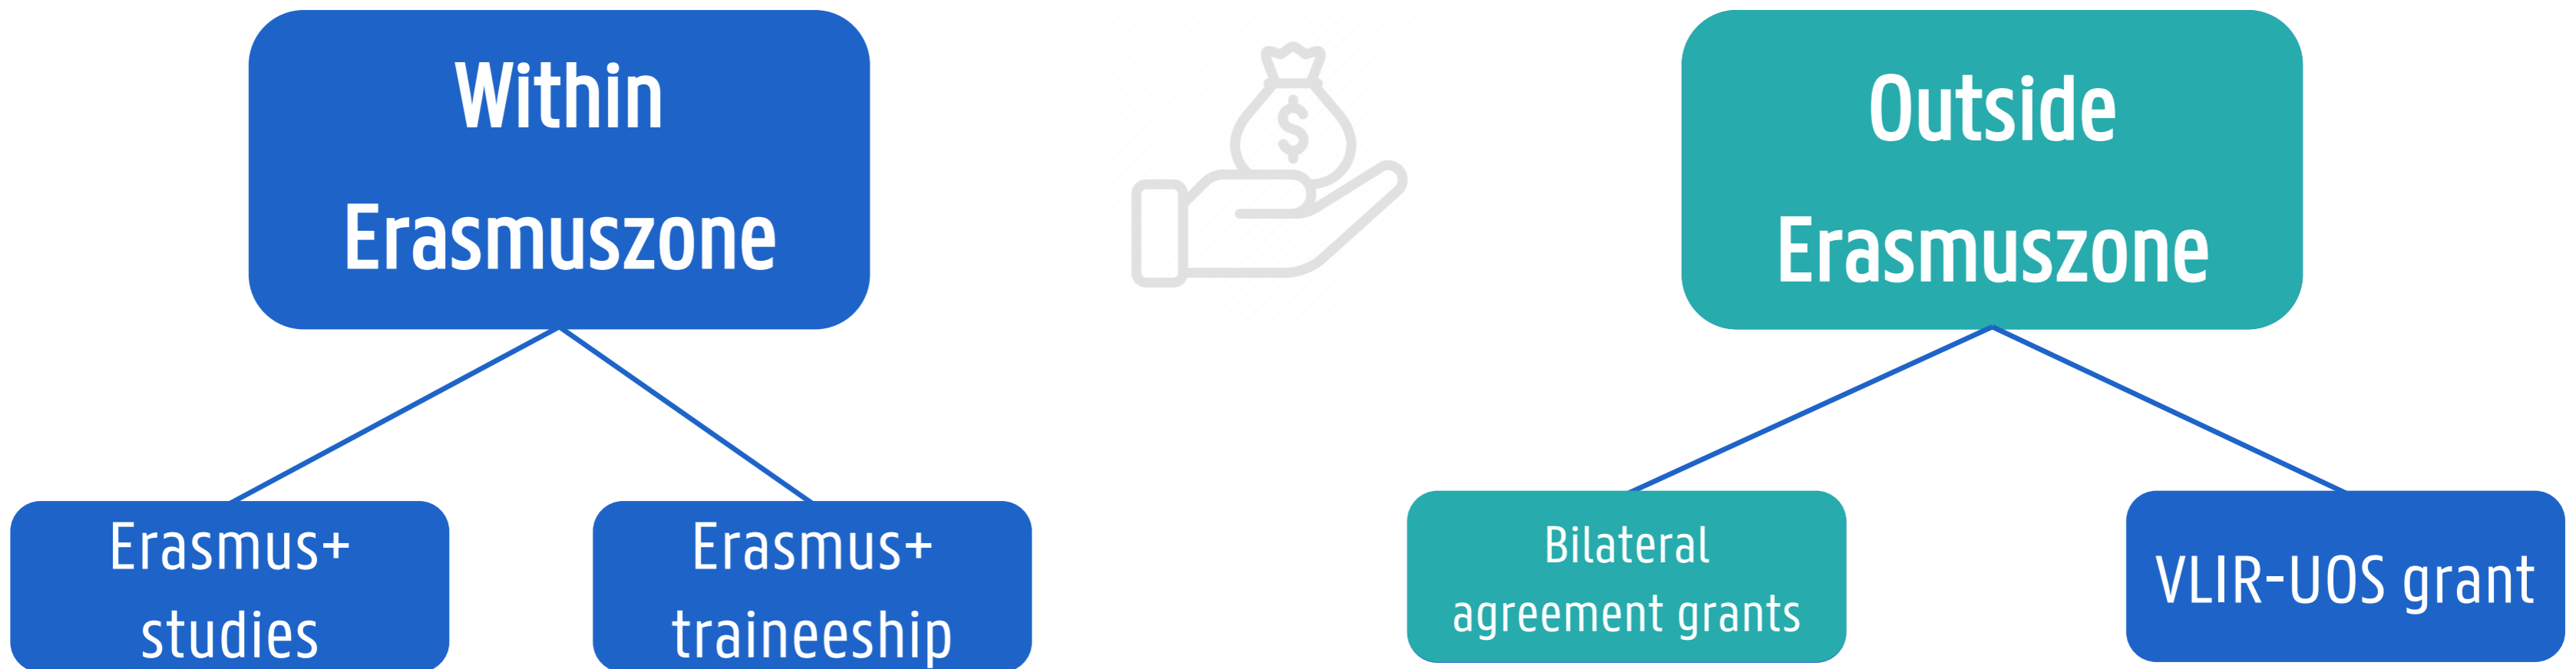 Within
Erasmuszone
$
Outside
Erasmuszone
Erasmus+
studies
Erasmus+
traineeship
Bilateral
agreement grants
VLIR-UOS grant